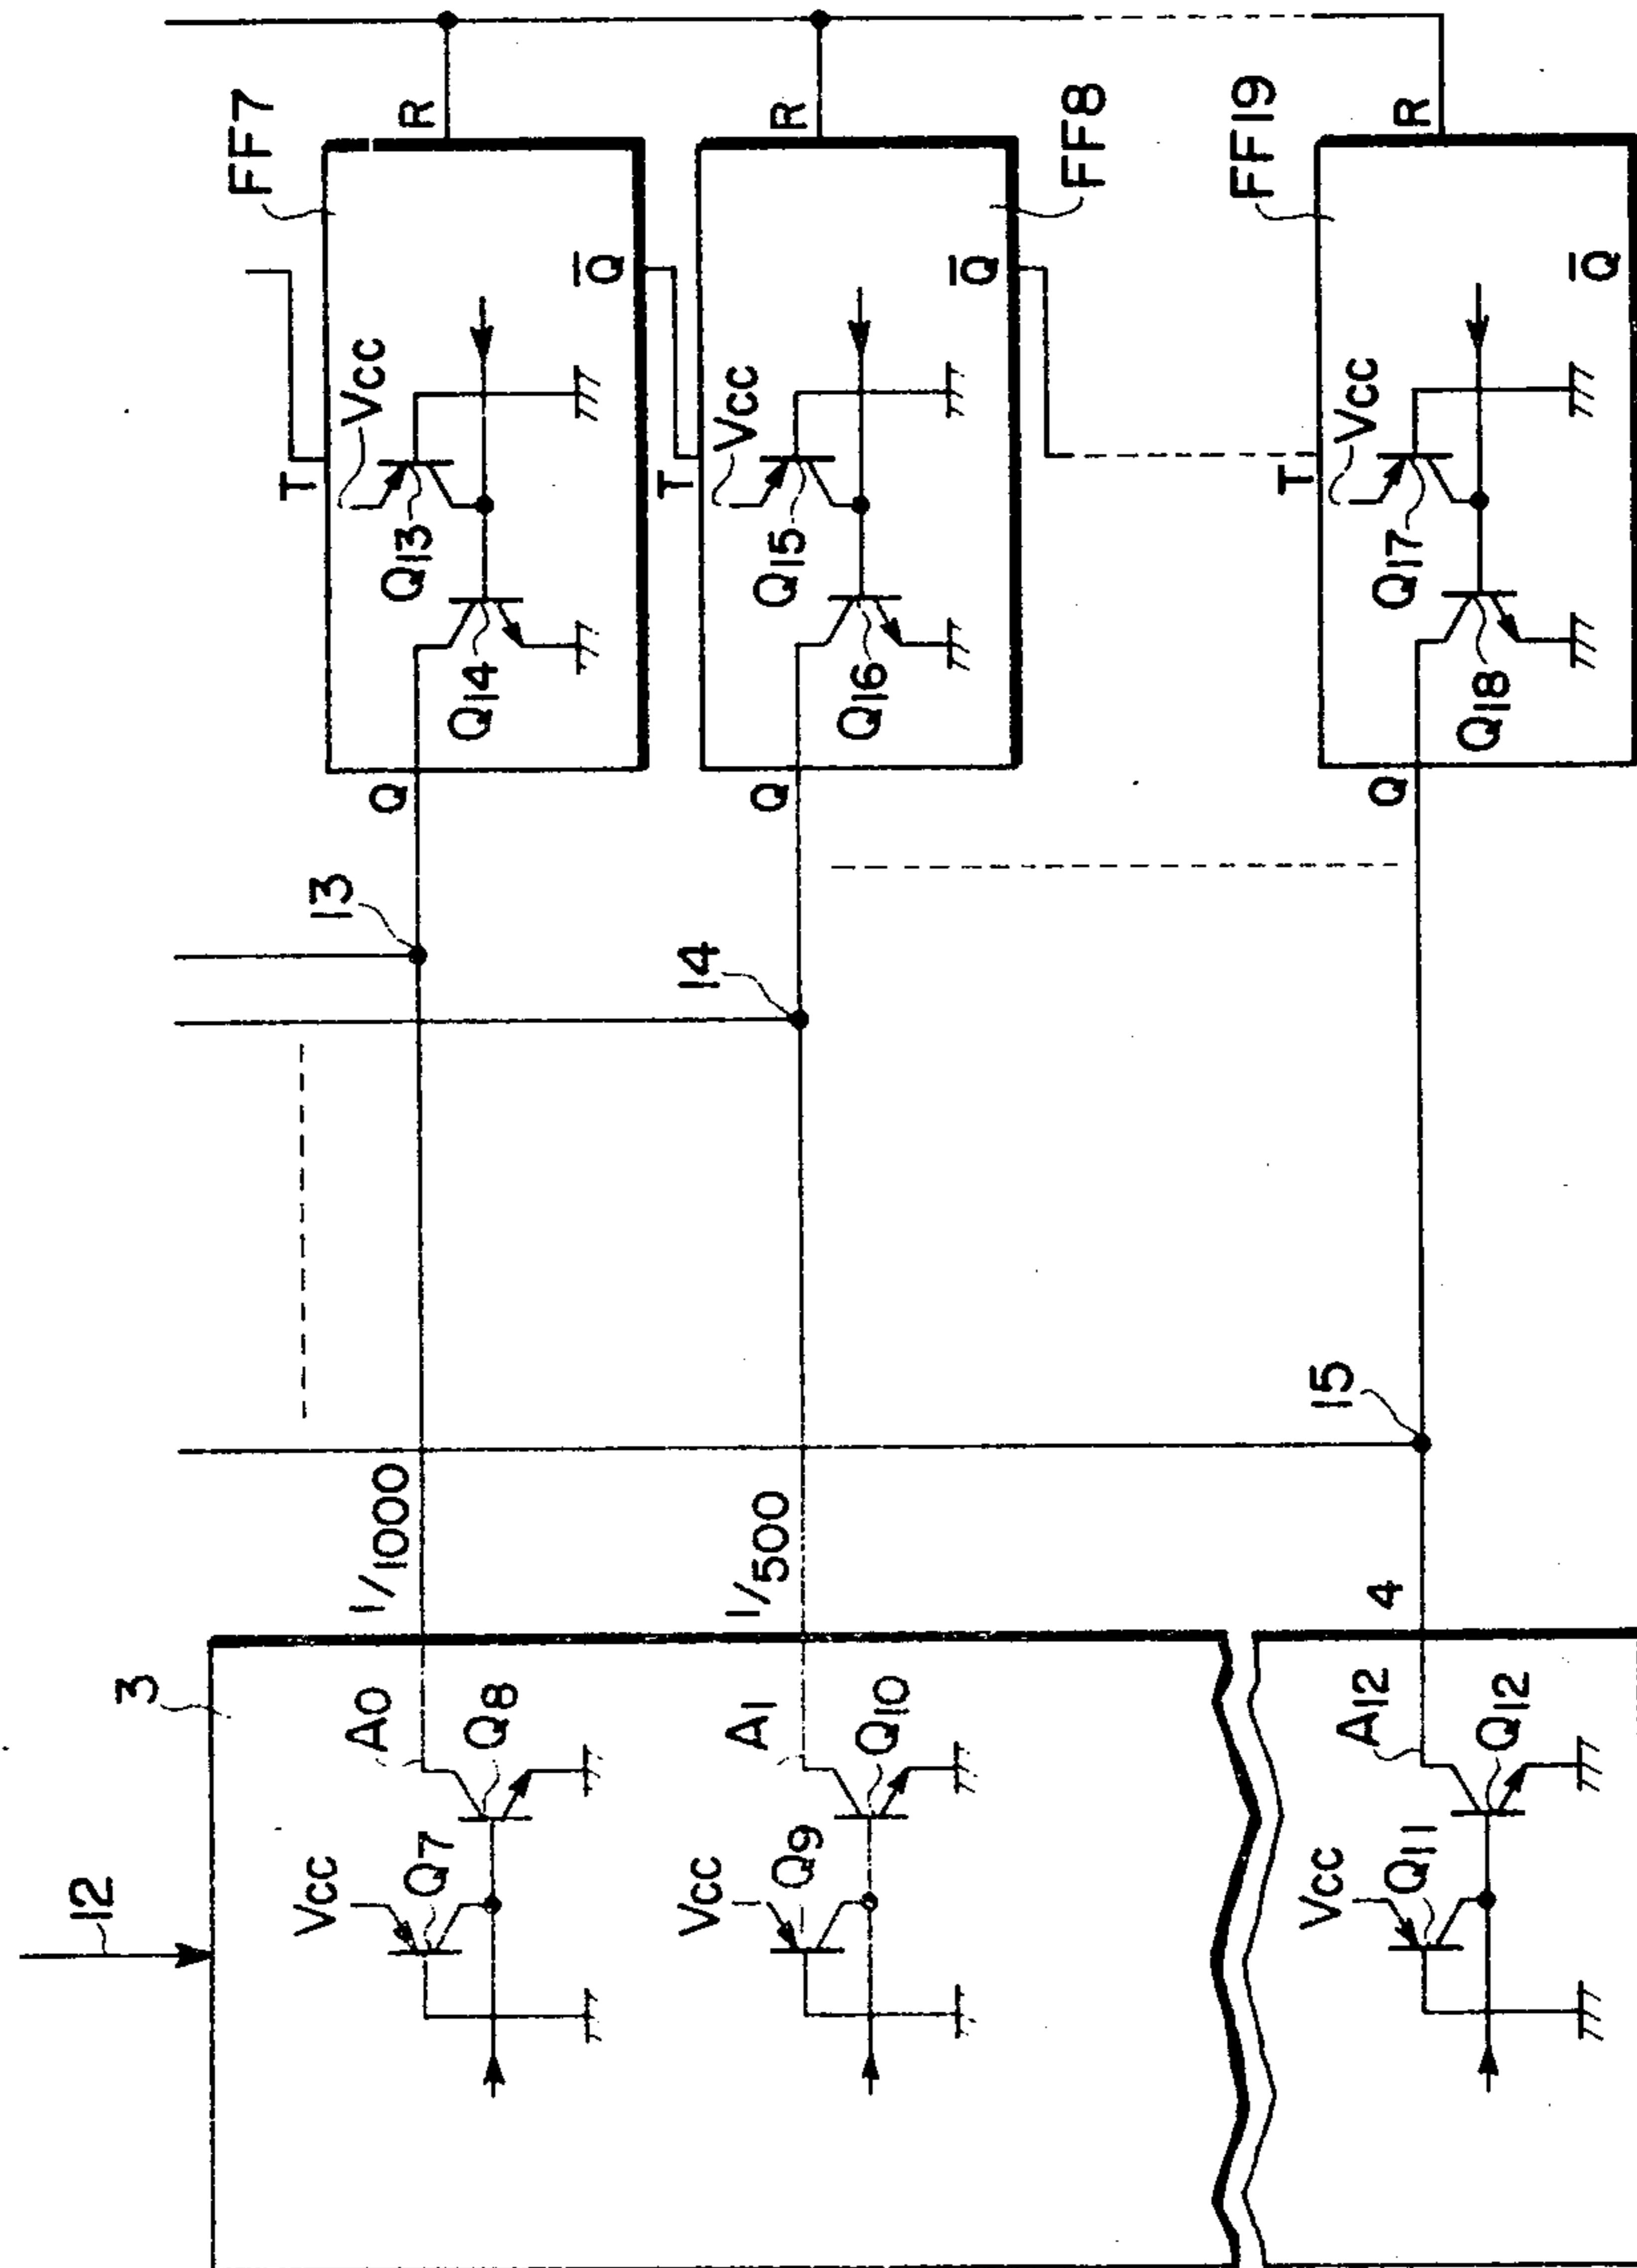 12
3
VCC
Q7
A0
Q8
1/1000
VCC
Q9
A1
Q10
1/500
VCC
Q11
A12
Q12
4
13
14
15
FF7
T
R
Q
Q̅
VCC
Q13
Q14
FF8
T
R
Q
Q̅
VCC
Q15
Q16
FF19
T
R
Q
Q̅
VCC
Q17
Q18